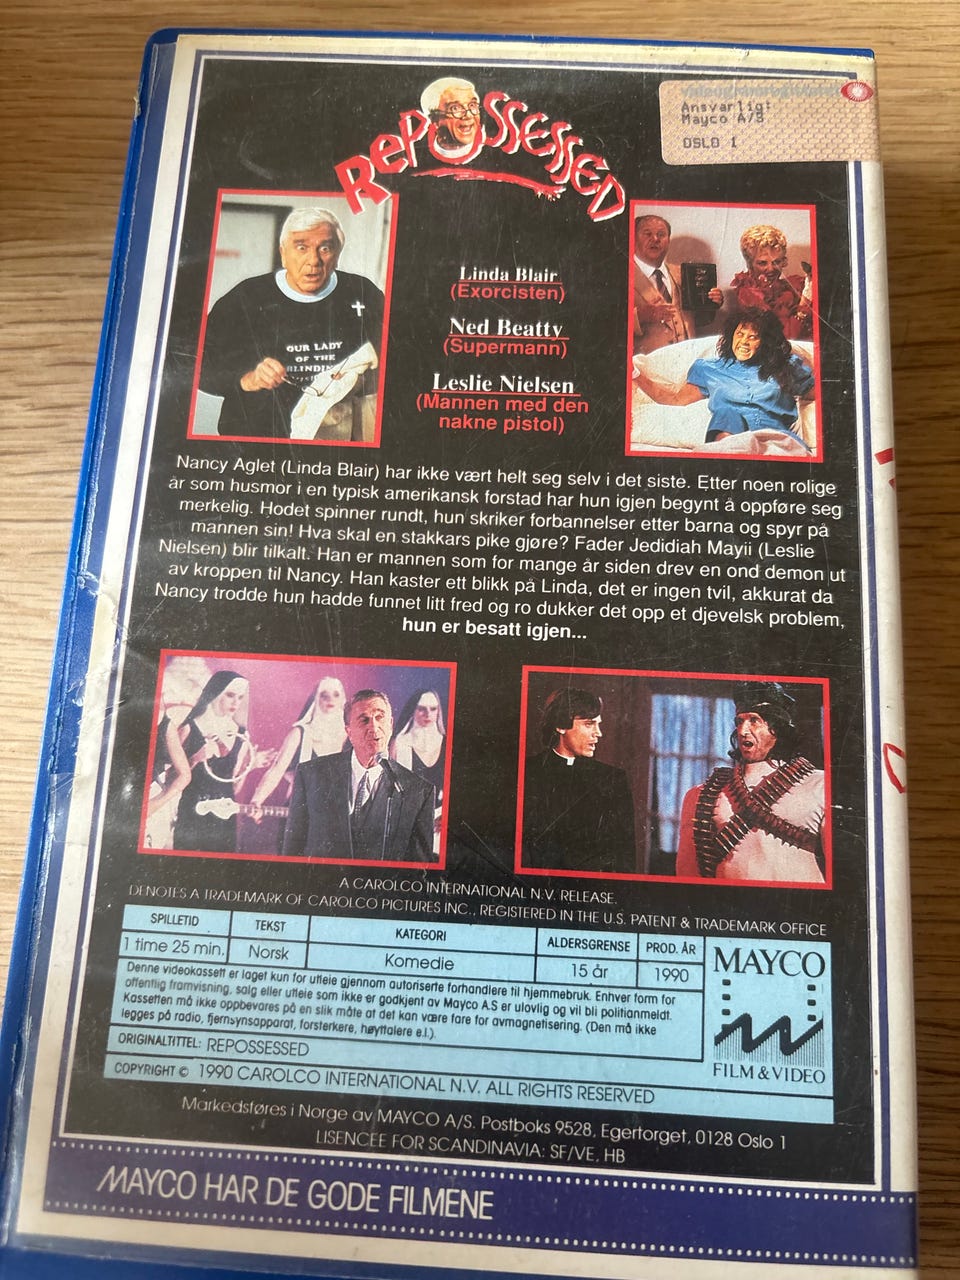 videogramregisteret
Ansvarlig:
Mayco A/S
OSLO 1
REPOSSESSED
OUR LADY
OF THE
BLINDING
Linda Blair
(Exorcisten)
Ned Beatty
(Supermann)
Leslie Nielsen
(Mannen med den
nakne pistol)
Nancy Aglet (Linda Blair) har ikke vært helt seg selv i det siste. Etter noen rolige
år som husmor i en typisk amerikansk forstad har hun igjen begynt å oppføre seg
merkelig. Hodet spinner rundt, hun skriker forbannelser etter barna og spyr på
mannen sin! Hva skal en stakkars pike gjøre? Fader Jedidiah Mayii (Leslie
Nielsen) blir tilkalt. Han er mannen som for mange år siden drev en ond demon ut
av kroppen til Nancy. Han kaster ett blikk på Linda, det er ingen tvil, akkurat da
Nancy trodde hun hadde funnet litt fred og ro dukker det opp et djevelsk problem,
hun er besatt igjen...
A CAROLCO INTERNATIONAL N.V. RELEASE.
DENOTES A TRADEMARK OF CAROLCO PICTURES INC., REGISTERED IN THE U.S. PATENT & TRADEMARK OFFICE
SPILLETID TEKST KATEGORI ALDERSGRENSE PROD. ÅR
1 time 25 min. Norsk Komedie 15 år 1990
Denne videokassett er laget kun for utleie gjennom autoriserte forhandlere til hjemmebruk. Enhver form for
offentlig framvisning, salg eller utleie som ikke er godkjent av Mayco A.S er ulovlig og vil bli politianmeldt.
Kassetten må ikke oppbevares på en slik måte at det kan være fare for avmagnetisering. (Den må ikke
legges på radio, fjernsynsapparat, forsterkere, høyttalere e.l.).
ORIGINALTITTEL: REPOSSESSED
COPYRIGHT © 1990 CAROLCO INTERNATIONAL N.V. ALL RIGHTS RESERVED
MAYCO
FILM & VIDEO
Markedsføres i Norge av MAYCO A/S. Postboks 9528, Egertorget, 0128 Oslo 1
LISENCEE FOR SCANDINAVIA: SF/VE, HB
MAYCO HAR DE GODE FILMENE